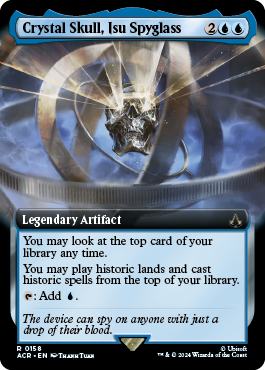 Crystal Skull, Isu Spyglass 2
Legendary Artifact
You may look at the top card of your
library any time.
You may play historic lands and cast
historic spells from the top of your library.
: Add .
The device can spy on anyone with just a
drop of their blood.
R 0158
ACR • EN Thanh Tuan
© Ubisoft
™ & © 2024 Wizards of the Coast